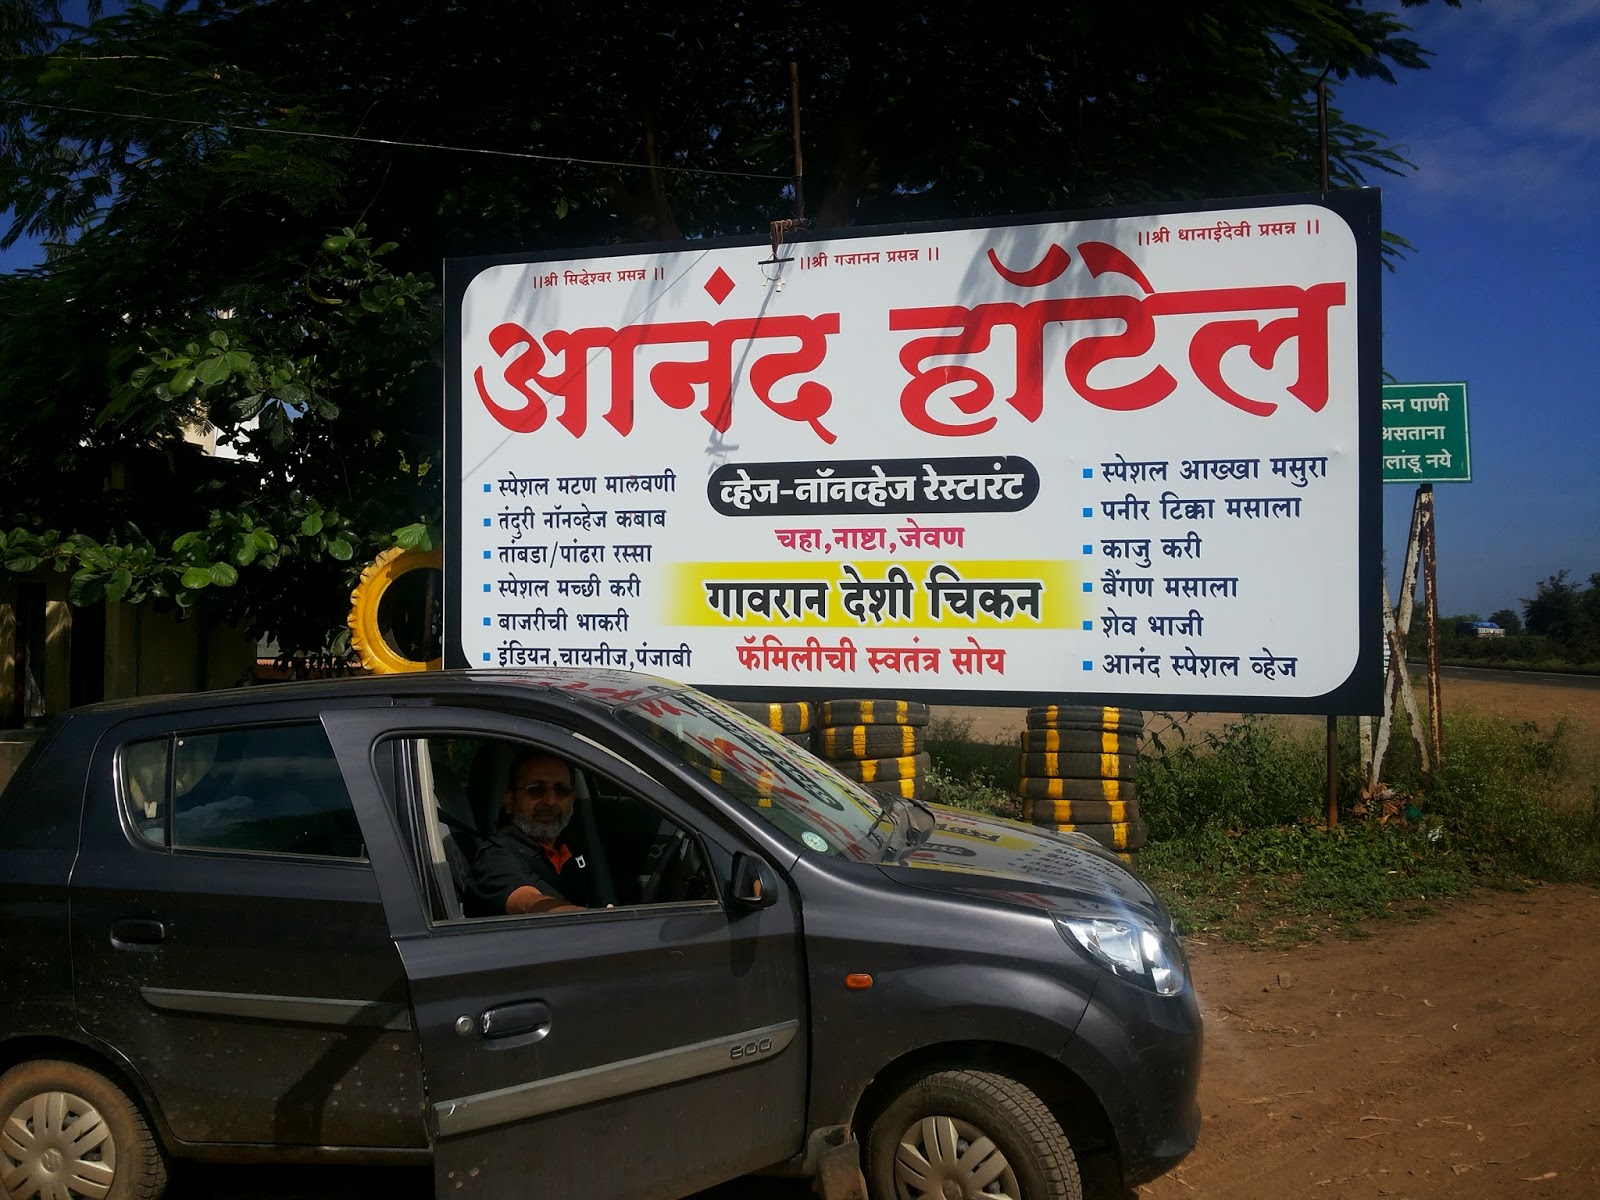 ||श्री सिद्धेश्वर प्रसन्न || ||श्री गजानन प्रसन्न || ||श्री धानाईदेवी प्रसन्न ||
आनंद हॉटेल
व्हेज-नॉनव्हेज रेस्टारंट
चहा,नाष्टा,जेवण
गावरान देशी चिकन
फॅमिलीची स्वतंत्र सोय
स्पेशल मटण मालवणी
तंदुरी नॉनव्हेज कबाब
तांबडा/पांढरा रस्सा
स्पेशल मच्छी करी
बाजरीची भाकरी
इंडियन,चायनीज,पंजाबी
स्पेशल आख्खा मसुरा
पनीर टिक्का मसाला
काजु करी
बैंगण मसाला
शेव भाजी
आनंद स्पेशल व्हेज
पाणी
असताना
नये
800